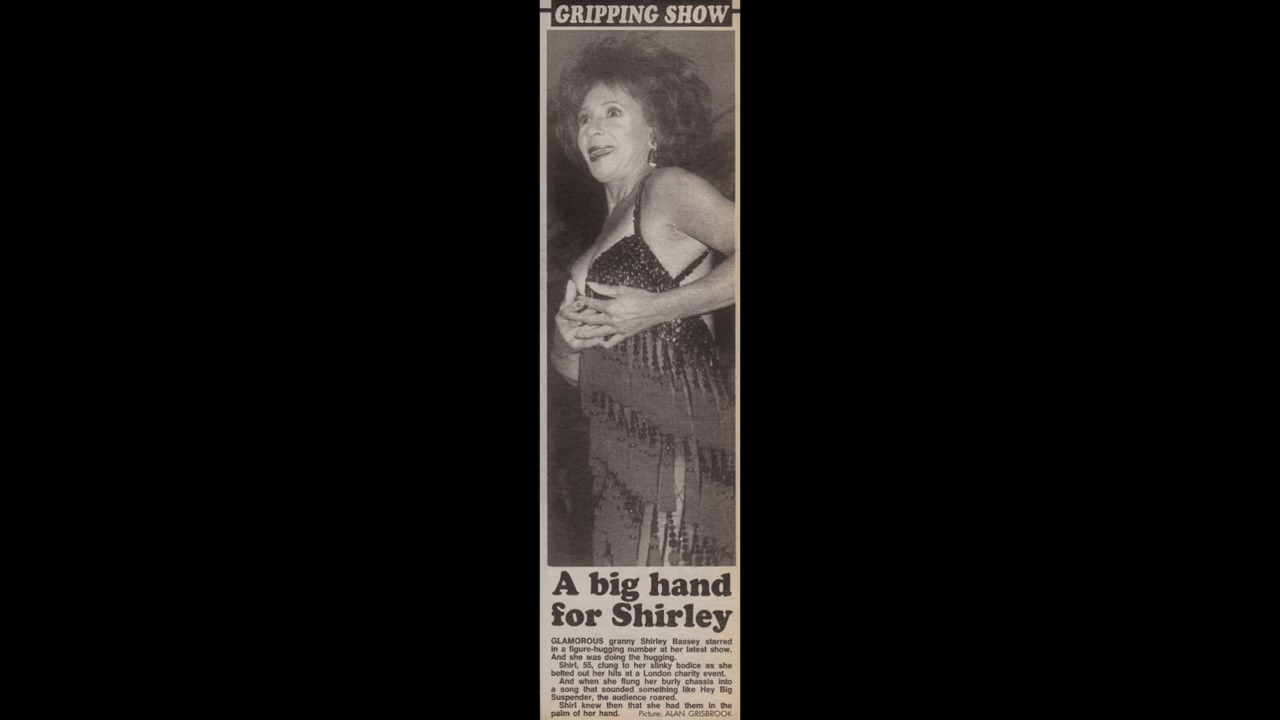 GRIPPING SHOW
A big hand
for Shirley
GLAMOROUS granny Shirley Bassey starred
in a figure-hugging number at her latest show.
And she was doing the hugging.
Shirl, 55, clung to her slinky bodice as she
belted out her hits at a London charity event.
And when she flung her burly chassis into
a song that sounded something like Hey Big
Suspender, the audience roared.
Shirl knew then that she had them in the
palm of her hand. Picture: ALAN GRISBROOK